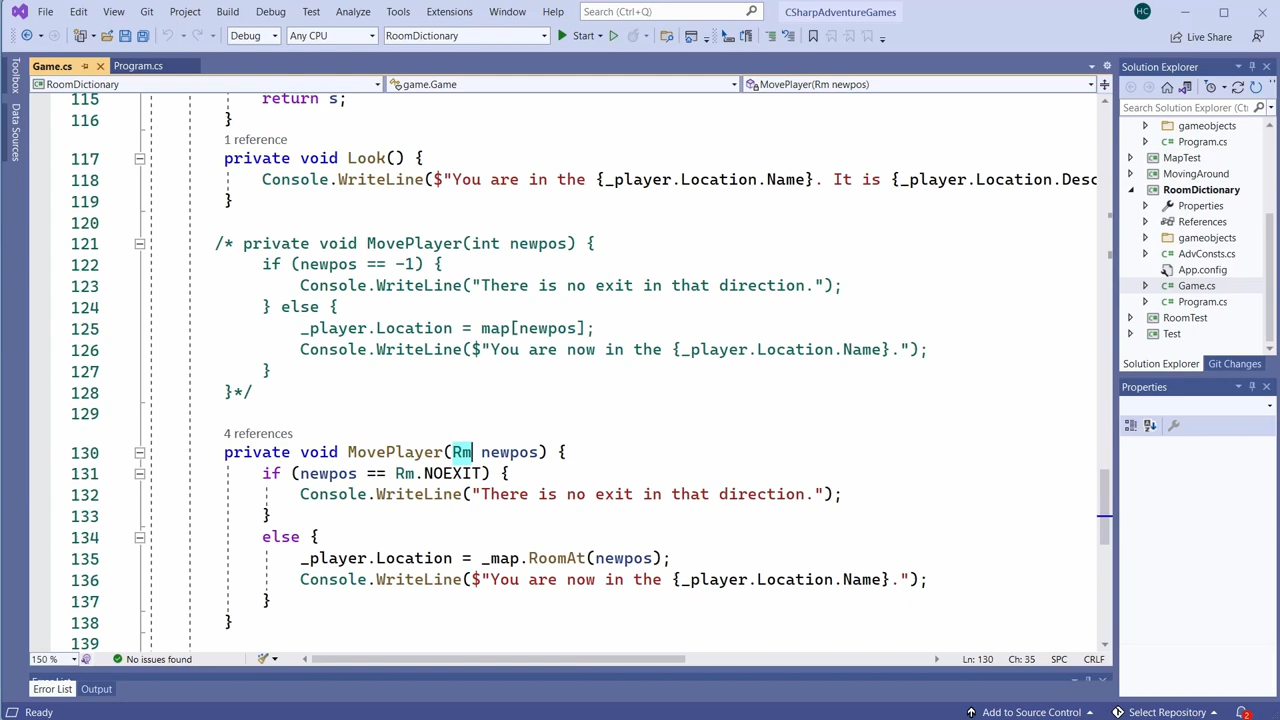 File Edit View Git Project Build Debug Test Analyze Tools Extensions Window Help Search (Ctrl+Q) CSharpAdventureGames HC
Debug Any CPU RoomDictionary Start Live Share
Toolbox
Data Sources
Game.cs Program.cs
RoomDictionary game.Game MovePlayer(Rm newpos)
115 return s;
116 }
1 reference
117 private void Look() {
118 Console.WriteLine($"You are in the {_player.Location.Name}. It is {_player.Location.Desc
119 }
120
121 /* private void MovePlayer(int newpos) {
122 if (newpos == -1) {
123 Console.WriteLine("There is no exit in that direction.");
124 } else {
125 _player.Location = map[newpos];
126 Console.WriteLine($"You are now in the {_player.Location.Name}.");
127 }
128 }*/
129
4 references
130 private void MovePlayer(Rm newpos) {
131 if (newpos == Rm.NOEXIT) {
132 Console.WriteLine("There is no exit in that direction.");
133 }
134 else {
135 _player.Location = _map.RoomAt(newpos);
136 Console.WriteLine($"You are now in the {_player.Location.Name}.");
137 }
138 }
139
150 % No issues found Ln: 130 Ch: 35 SPC CRLF
Error List
Error List Output
Solution Explorer
Search Solution Explorer (Ctrl
gameobjects
Program.cs
MapTest
MovingAround
RoomDictionary
Properties
References
gameobjects
AdvConsts.cs
App.config
Game.cs
Program.cs
RoomTest
Test
Solution Explorer Git Changes
Properties
Ready Add to Source Control Select Repository 2